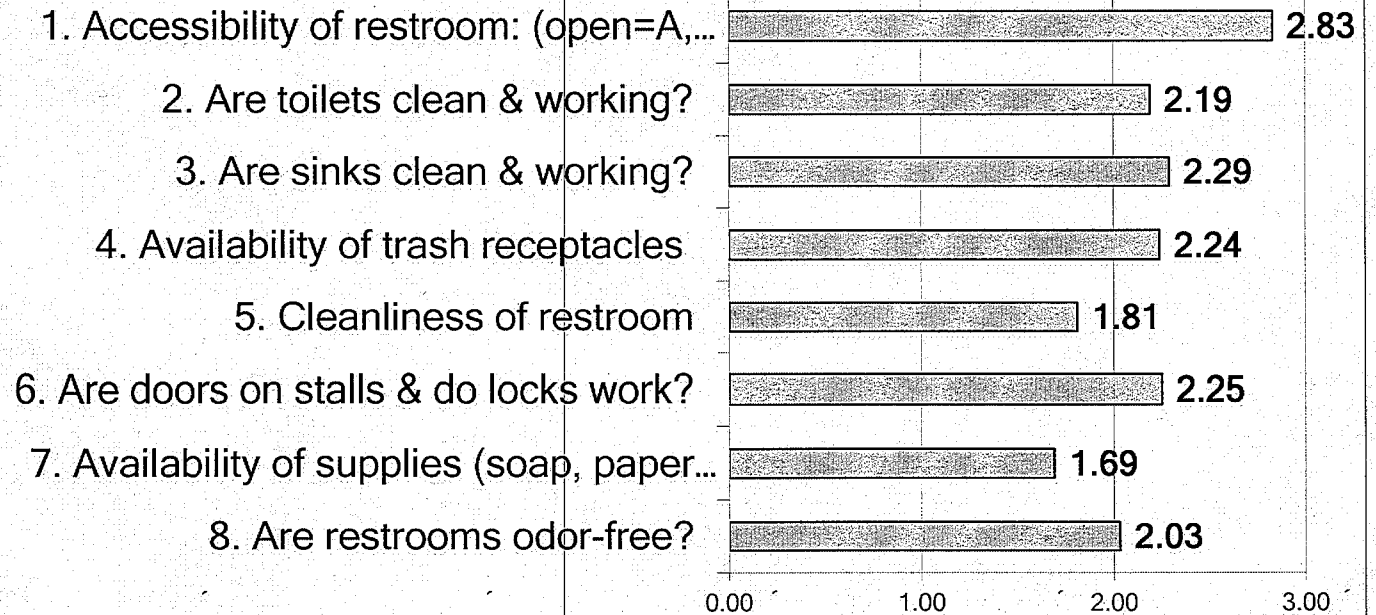 1. Accessibility of restroom: (open=A,... 2.83
2. Are toilets clean & working? 2.19
3. Are sinks clean & working? 2.29
4. Availability of trash receptacles 2.24
5. Cleanliness of restroom 1.81
6. Are doors on stalls & do locks work? 2.25
7. Availability of supplies (soap, paper... 1.69
8. Are restrooms odor-free? 2.03
0.00 1.00 2.00 3.00